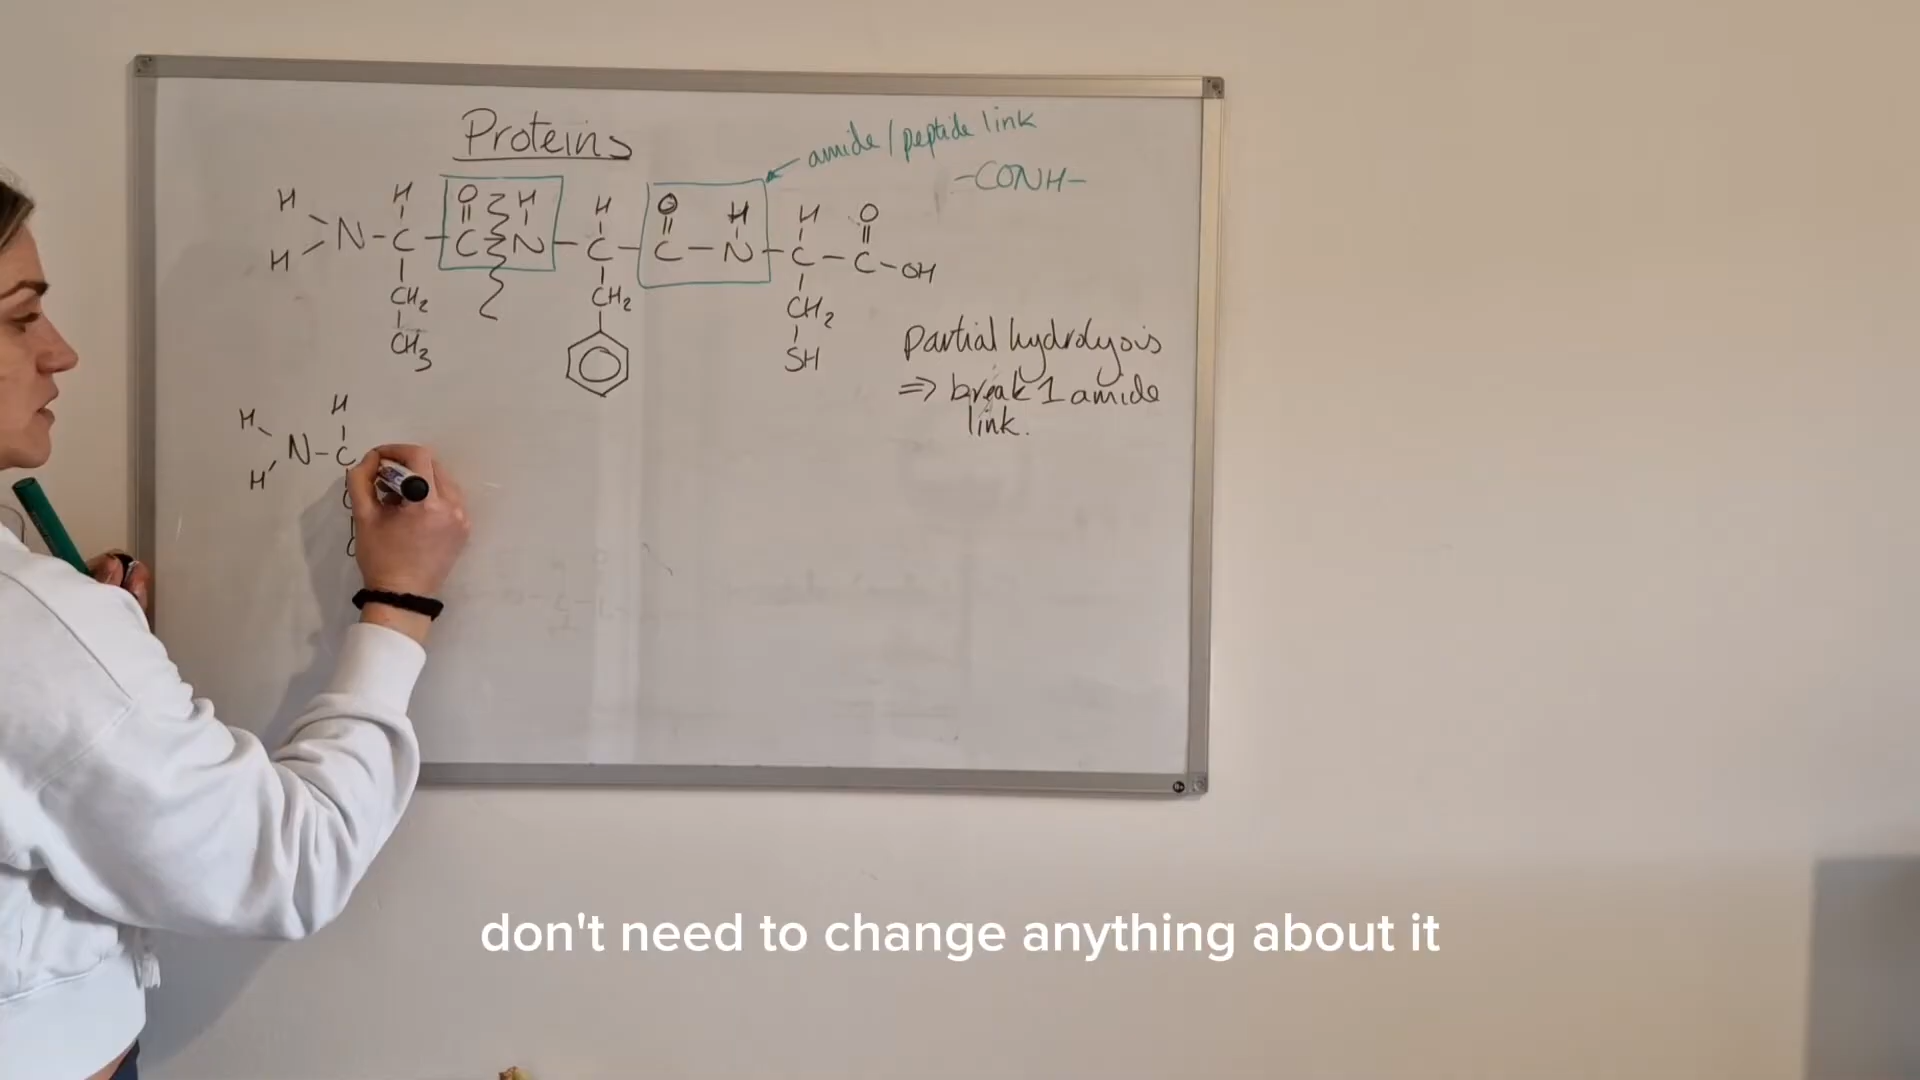 Proteins
amide/peptide link
-CONH-
H H O H H O H H O
H N-C-C-N-C-C-N-C-C-OH
CH2 CH2 CH2
CH3 SH
partial hydrolysis
=> break 1 amide
link.
H H
N-C
H
don't need to change anything about it